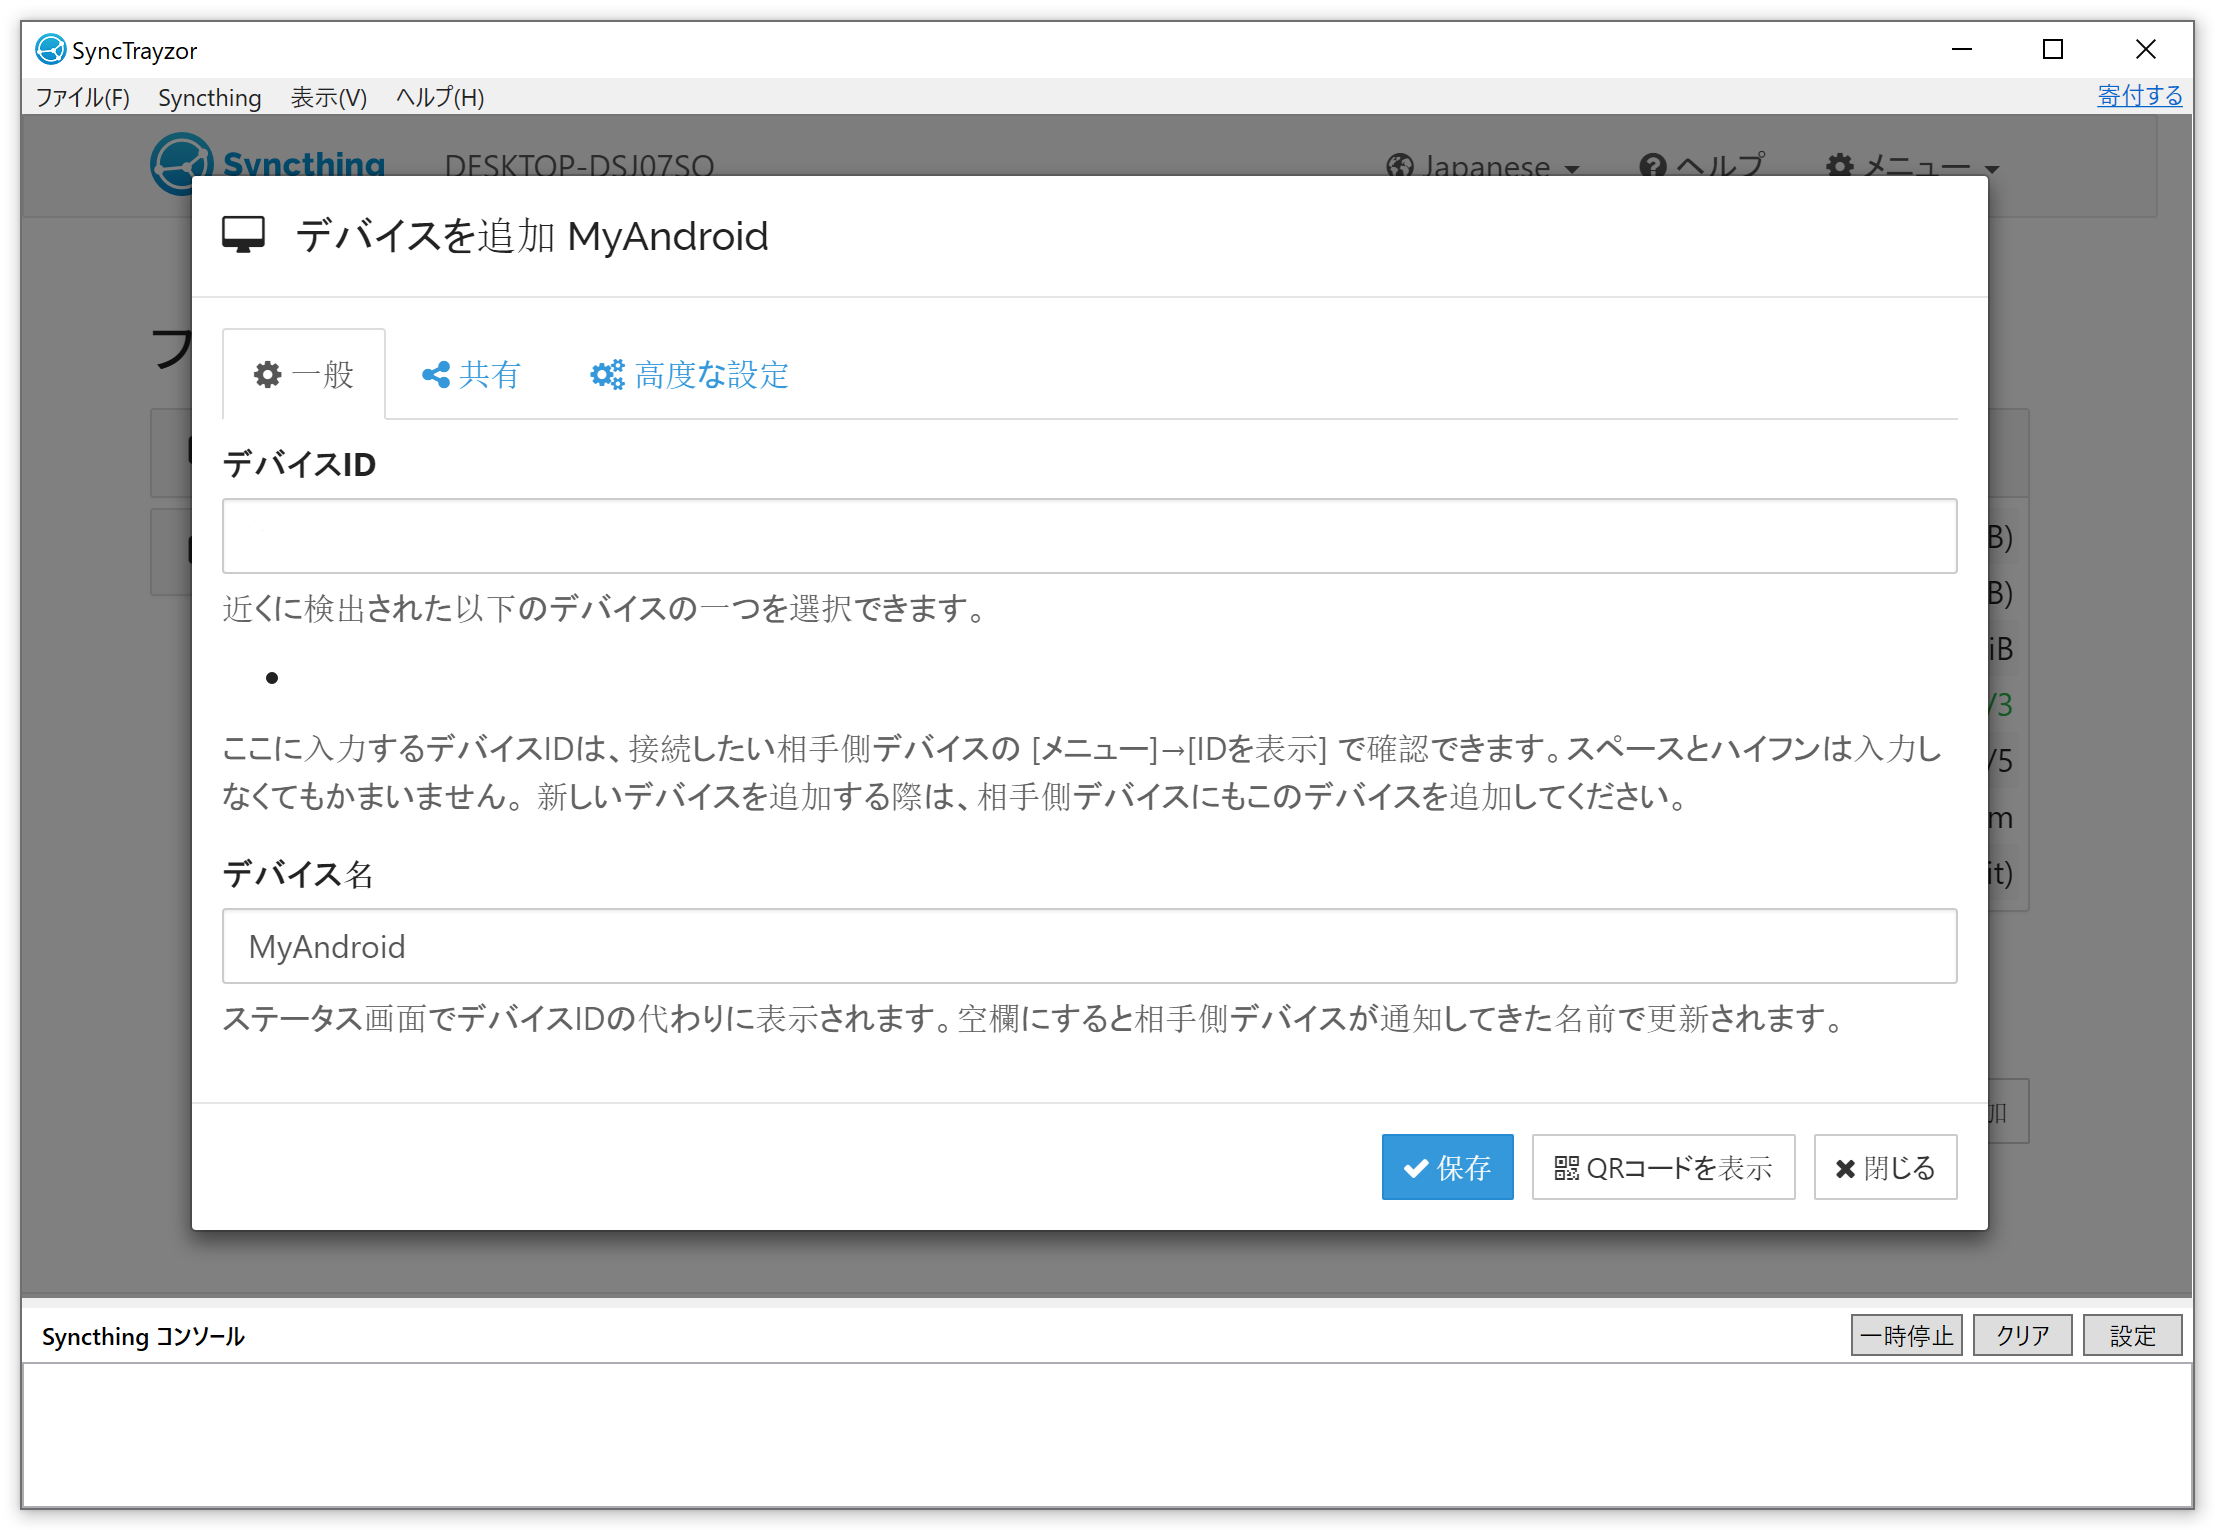 SyncTrayzor
ファイル(F) Syncthing 表示(V) ヘルプ(H) 寄付する
Syncthing DESKTOP-DSJ07SO Japanese ヘルプ メニュー
デバイスを追加 MyAndroid
フ
一般 共有 高度な設定
デバイスID
B)
近くに検出された以下のデバイスの一つを選択できます。
B)
iB
/3
ここに入力するデバイスIDは、接続したい相手側デバイスの [メニュー]→[IDを表示] で確認できます。スペースとハイフンは入力し
/5
なくてもかまいません。新しいデバイスを追加する際は、相手側デバイスにもこのデバイスを追加してください。
m
デバイス名
it)
MyAndroid
ステータス画面でデバイスIDの代わりに表示されます。空欄にすると相手側デバイスが通知してきた名前で更新されます。
加
保存 QRコードを表示 閉じる
Syncthing コンソール 一時停止 クリア 設定